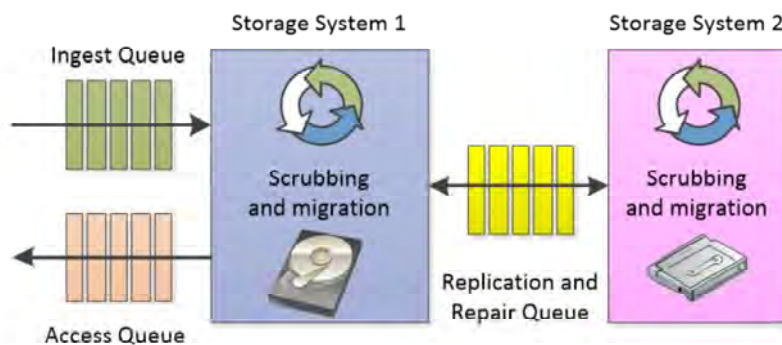 Storage System 1
Storage System 2
Ingest Queue
Scrubbing
and migration
Scrubbing
and migration
Replication and
Repair Queue
Access Queue